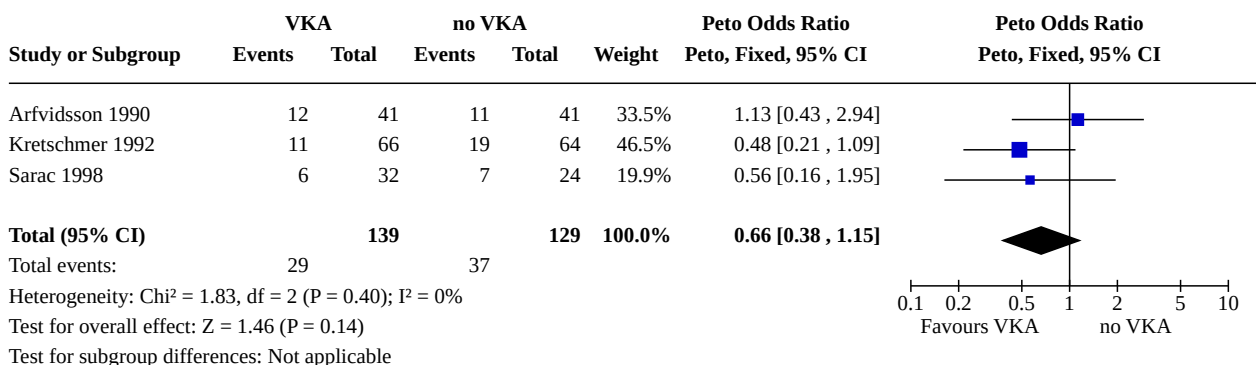 VKA no VKA Peto Odds Ratio Peto Odds Ratio
Study or Subgroup Events Total Events Total Weight Peto, Fixed, 95% CI Peto, Fixed, 95% CI
Arfvidsson 1990 12 41 11 41 33.5% 1.13 [0.43 , 2.94]
Kretschmer 1992 11 66 19 64 46.5% 0.48 [0.21 , 1.09]
Sarac 1998 6 32 7 24 19.9% 0.56 [0.16 , 1.95]
Total (95% CI) 139 129 100.0% 0.66 [0.38 , 1.15]
Total events: 29 37
Heterogeneity: Chi² = 1.83, df = 2 (P = 0.40); I² = 0%
0.1 0.2 0.5 1 2 5 10
Test for overall effect: Z = 1.46 (P = 0.14)
Favours VKA no VKA
Test for subgroup differences: Not applicable